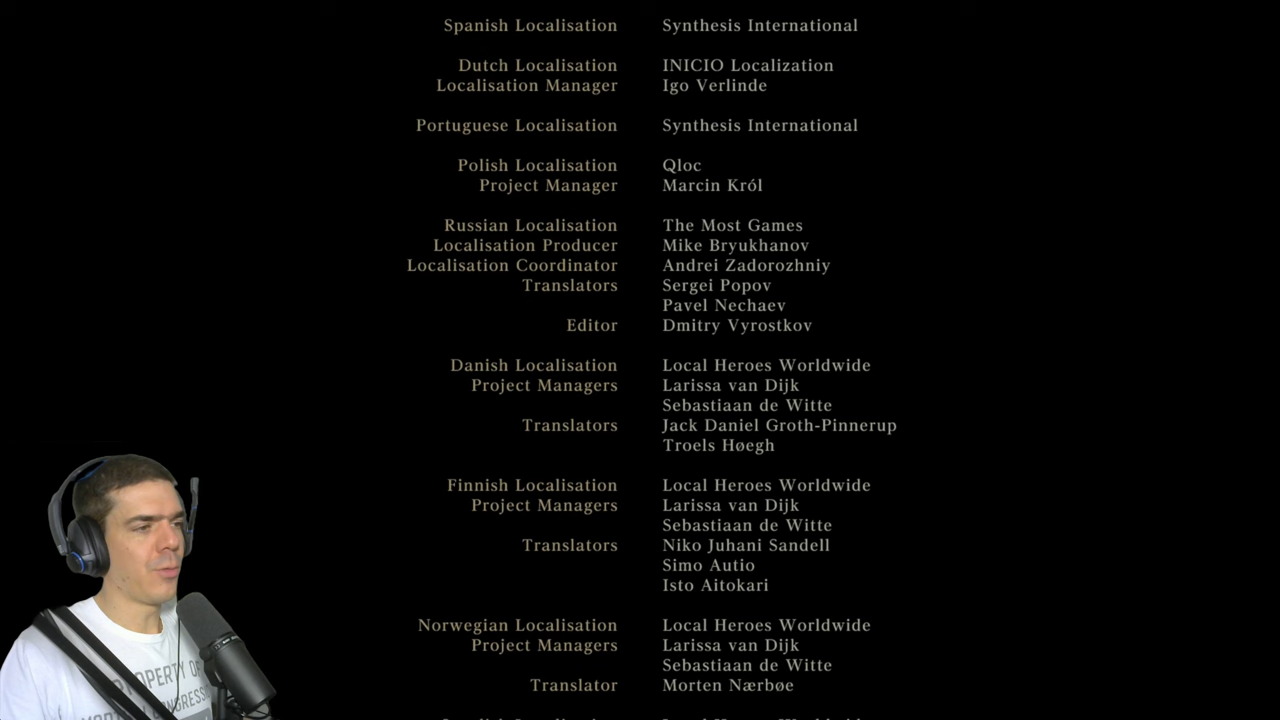 Spanish Localisation Synthesis International
Dutch Localisation INICIO Localization
Localisation Manager Igo Verlinde
Portuguese Localisation Synthesis International
Polish Localisation Qloc
Project Manager Marcin Król
Russian Localisation The Most Games
Localisation Producer Mike Bryukhanov
Localisation Coordinator Andrei Zadorozhniy
Translators Sergei Popov
Pavel Nechaev
Editor Dmitry Vyrostkov
Danish Localisation Local Heroes Worldwide
Project Managers Larissa van Dijk
Sebastiaan de Witte
Translators Jack Daniel Groth-Pinnerup
Troels Høegh
Finnish Localisation Local Heroes Worldwide
Project Managers Larissa van Dijk
Sebastiaan de Witte
Translators Niko Juhani Sandell
Simo Autio
Isto Aitokari
Norwegian Localisation Local Heroes Worldwide
Project Managers Larissa van Dijk
Sebastiaan de Witte
Translator Morten Nærbøe
PROPERTY OF